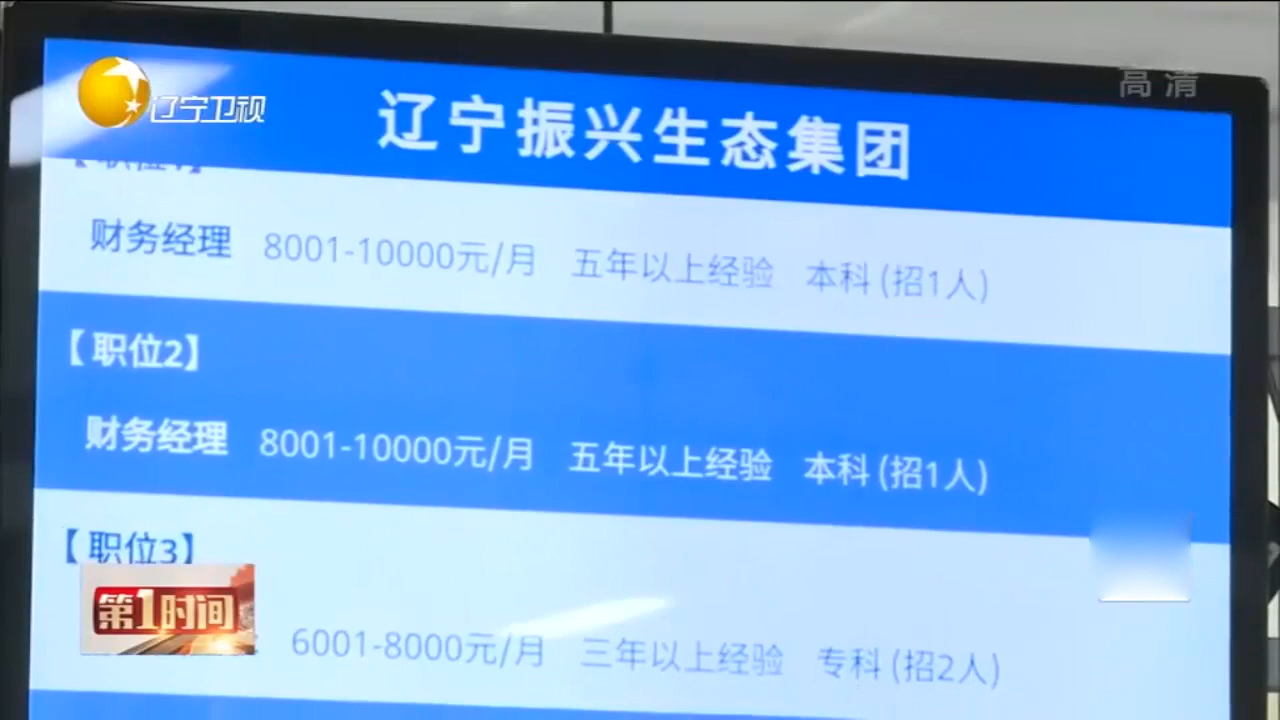 高清
辽宁卫视
辽宁振兴生态集团
财务经理 8001-10000元/月 五年以上经验 本科(招1人)
【职位2】
财务经理 8001-10000元/月 五年以上经验 本科(招1人)
【职位3】
6001-8000元/月 三年以上经验 专科(招2人)
第1时间